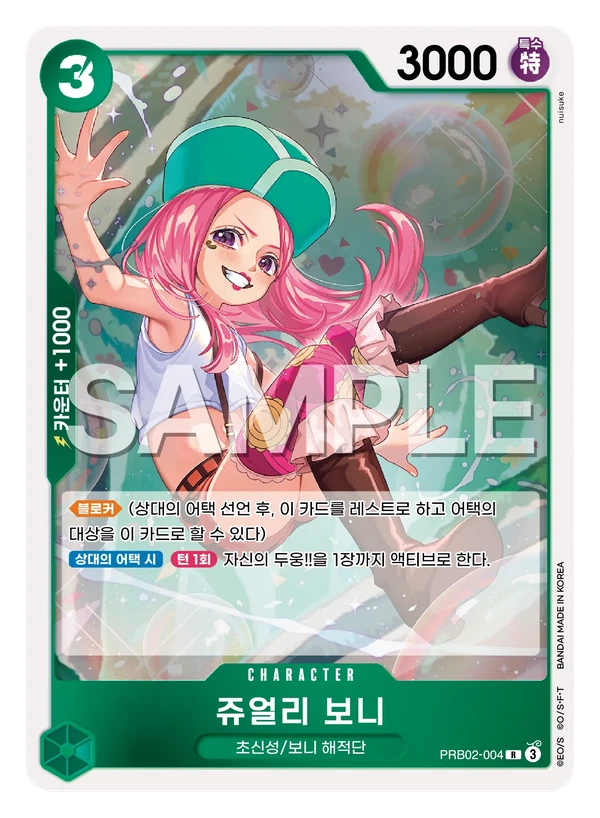 3
3000
특수
特
nuisuke
카운터 +1000
SAMPLE
블로커 (상대의 어택 선언 후, 이 카드를 레스트로 하고 어택의
대상을 이 카드로 할 수 있다)
상대의 어택 시 턴 1회 자신의 두웅!!을 1장까지 액티브로 한다.
CHARACTER
쥬얼리 보니
초신성/보니 해적단
PRB02-004 R 3
©EO/S ©O/S·F·T BANDAI MADE IN KOREA